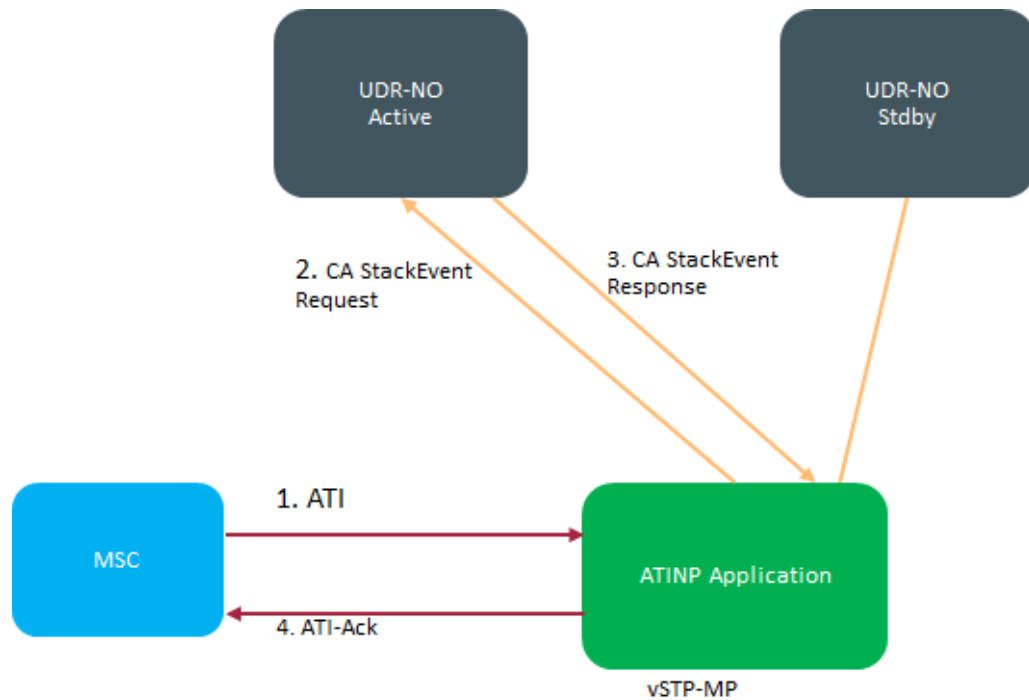 UDR-NO
Active
UDR-NO
Stdby
2. CA StackEvent
Request
3. CA StackEvent
Response
1. ATI
MSC
ATINP Application
4. ATI-Ack
vSTP-MP